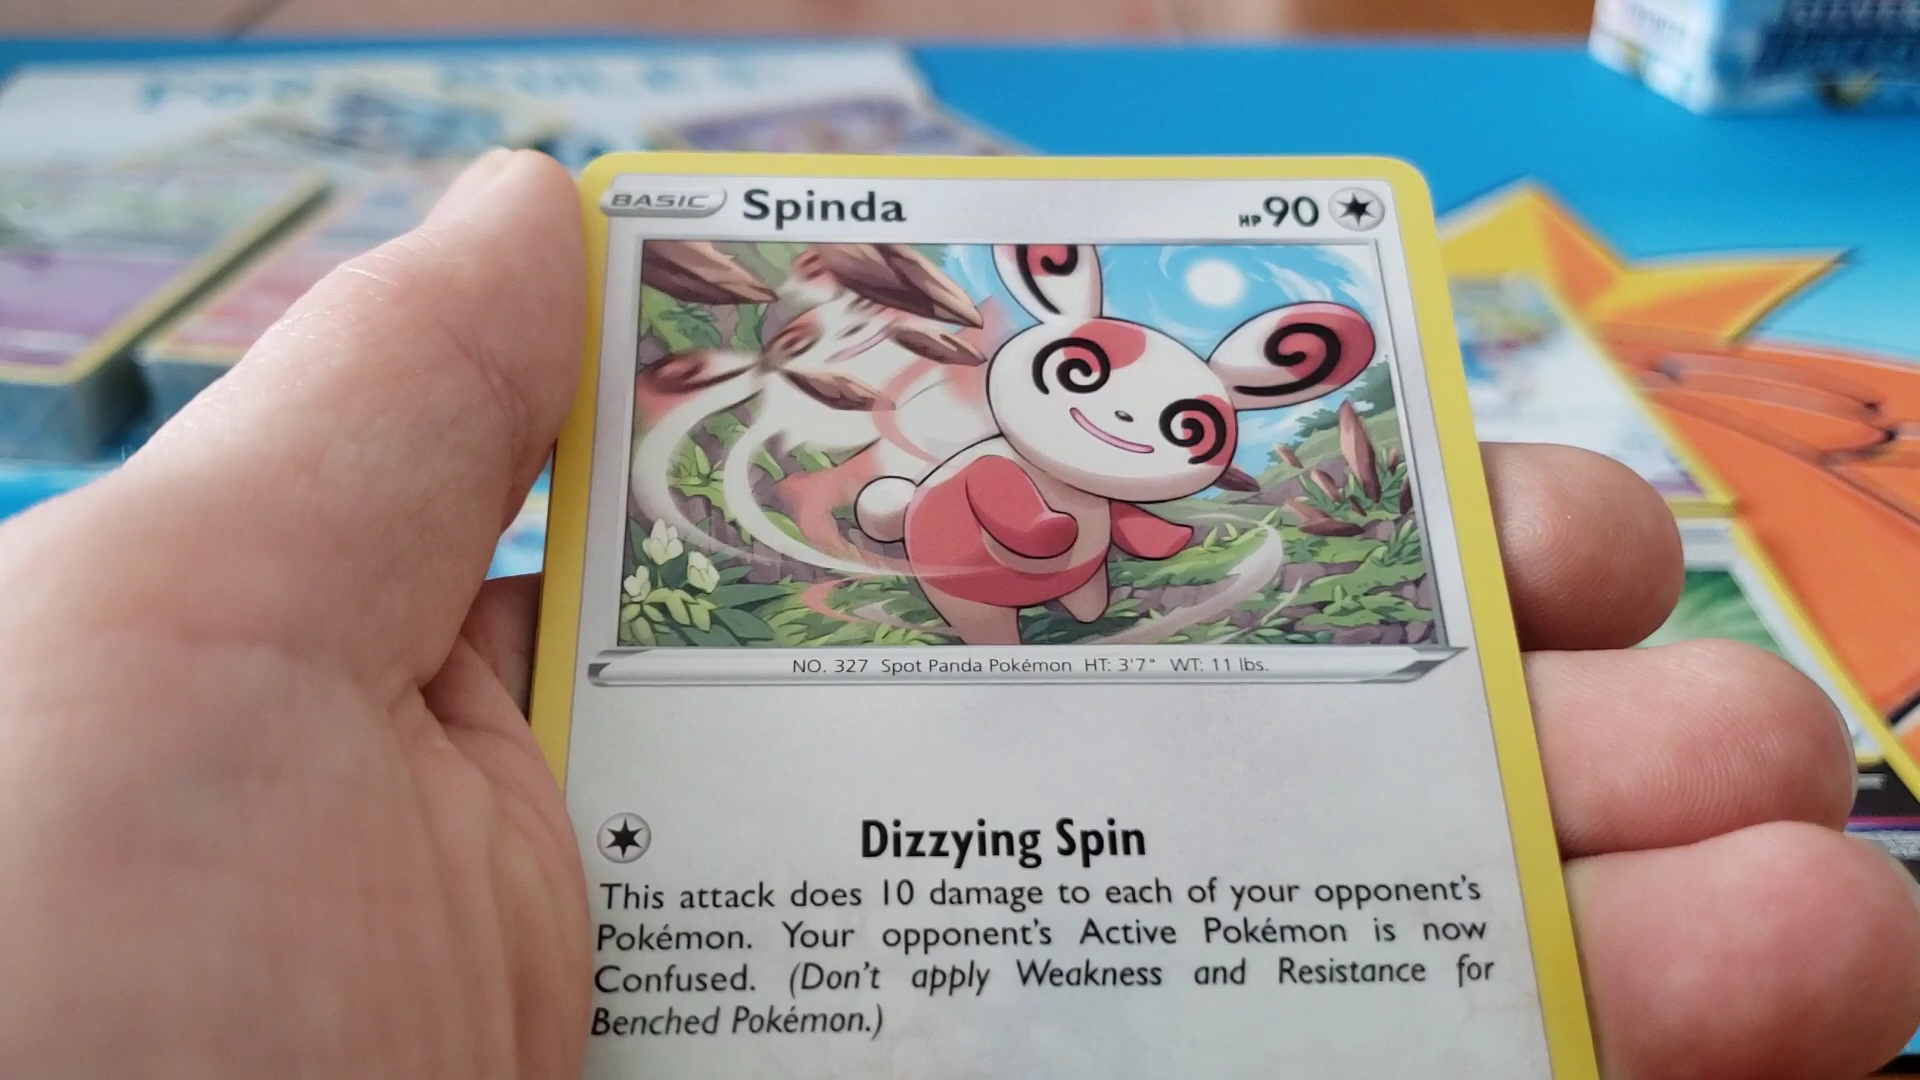 BASIC Spinda HP 90
NO. 327 Spot Panda Pokémon HT: 3'7" WT: 11 lbs.
Dizzying Spin
This attack does 10 damage to each of your opponent's
Pokémon. Your opponent's Active Pokémon is now
Confused. (Don't apply Weakness and Resistance for
Benched Pokémon.)